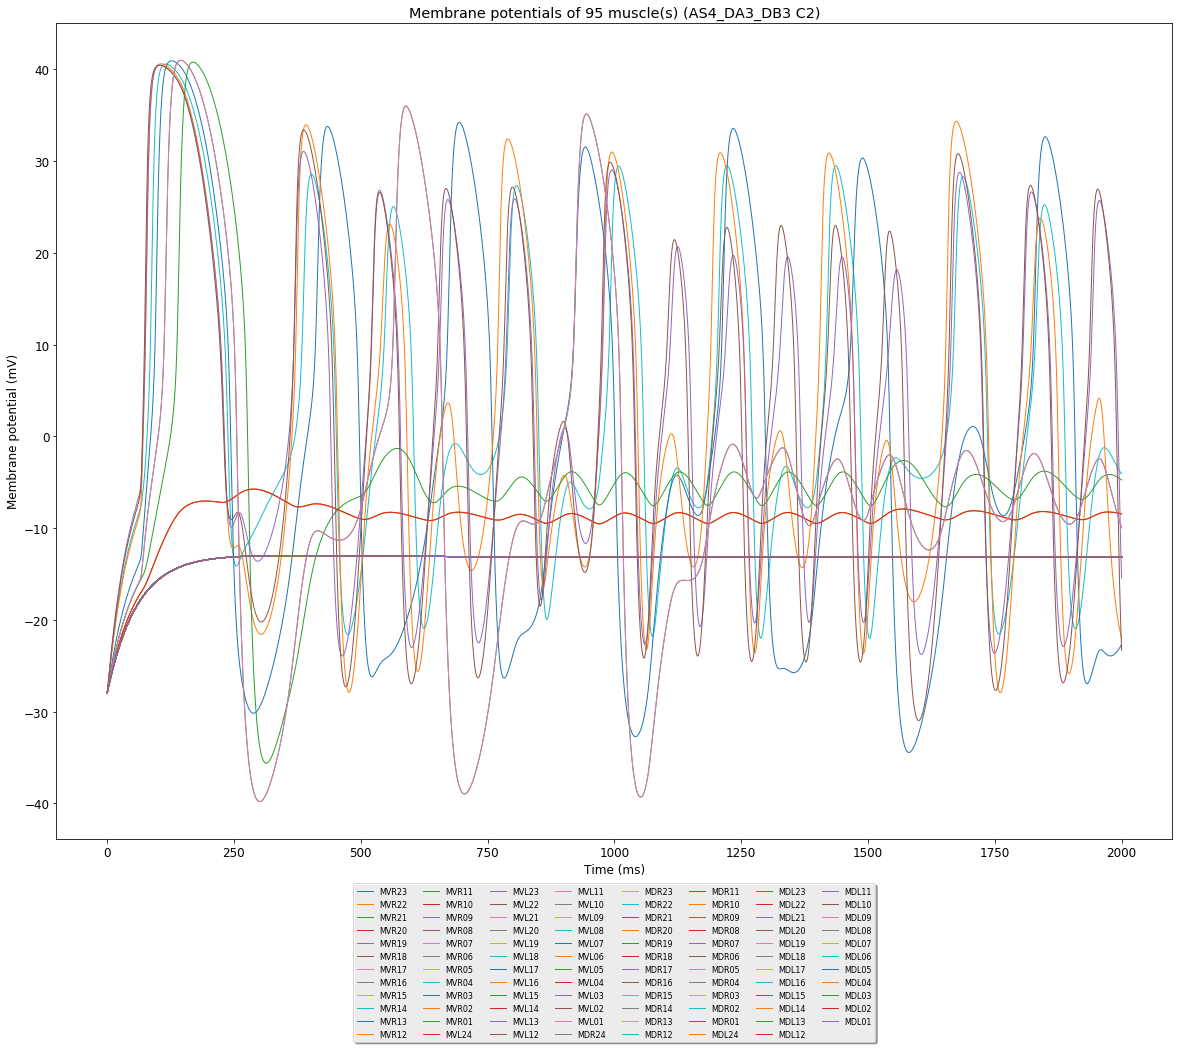 Membrane potentials of 95 muscle(s) (AS4_DA3_DB3 C2)
Membrane potential (mV)
40
30
20
10
0
−10
−20
−30
−40
0 250 500 750 1000 1250 1500 1750 2000
Time (ms)
MVR23 MVR11 MVL23 MVL11 MDR23 MDR11 MDL23 MDL11
MVR22 MVR10 MVL22 MVL10 MDR22 MDR10 MDL22 MDL10
MVR21 MVR09 MVL21 MVL09 MDR21 MDR09 MDL21 MDL09
MVR20 MVR08 MVL20 MVL08 MDR20 MDR08 MDL20 MDL08
MVR19 MVR07 MVL19 MVL07 MDR19 MDR07 MDL19 MDL07
MVR18 MVR06 MVL18 MVL06 MDR18 MDR06 MDL18 MDL06
MVR17 MVR05 MVL17 MVL05 MDR17 MDR05 MDL17 MDL05
MVR16 MVR04 MVL16 MVL04 MDR16 MDR04 MDL16 MDL04
MVR15 MVR03 MVL15 MVL03 MDR15 MDR03 MDL15 MDL03
MVR14 MVR02 MVL14 MVL02 MDR14 MDR02 MDL14 MDL02
MVR13 MVR01 MVL13 MVL01 MDR13 MDR01 MDL13 MDL01
MVR12 MVL24 MVL12 MDR24 MDR12 MDL24 MDL12